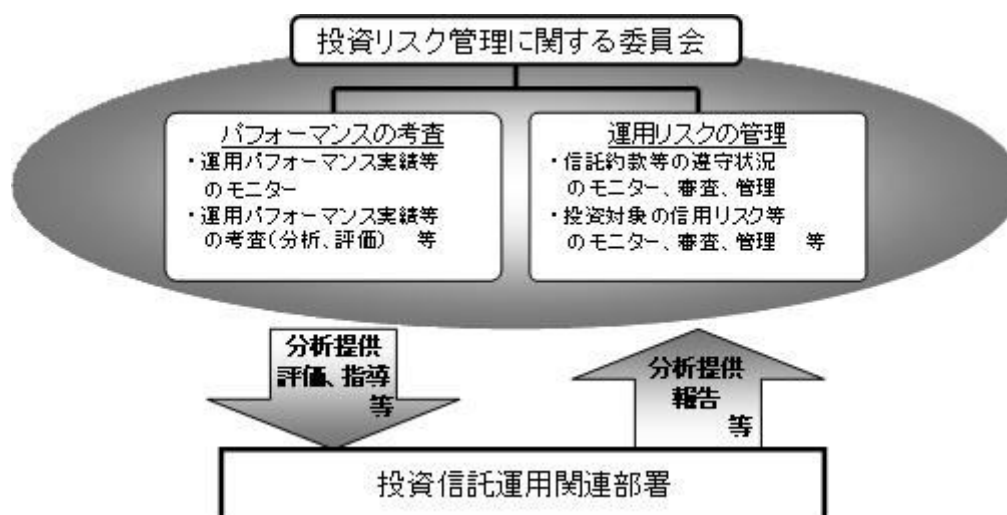 投資リスク管理に関する委員会
パフォーマンスの考査
・運用パフォーマンス実績等
のモニター
・運用パフォーマンス実績等
の考査(分析、評価) 等
運用リスクの管理
・信託約款等の遵守状況
のモニター、審査、管理
・投資対象の信用リスク等
のモニター、審査、管理 等
分析提供
評価、指導
等
分析提供
報告
等
投資信託運用関連部署